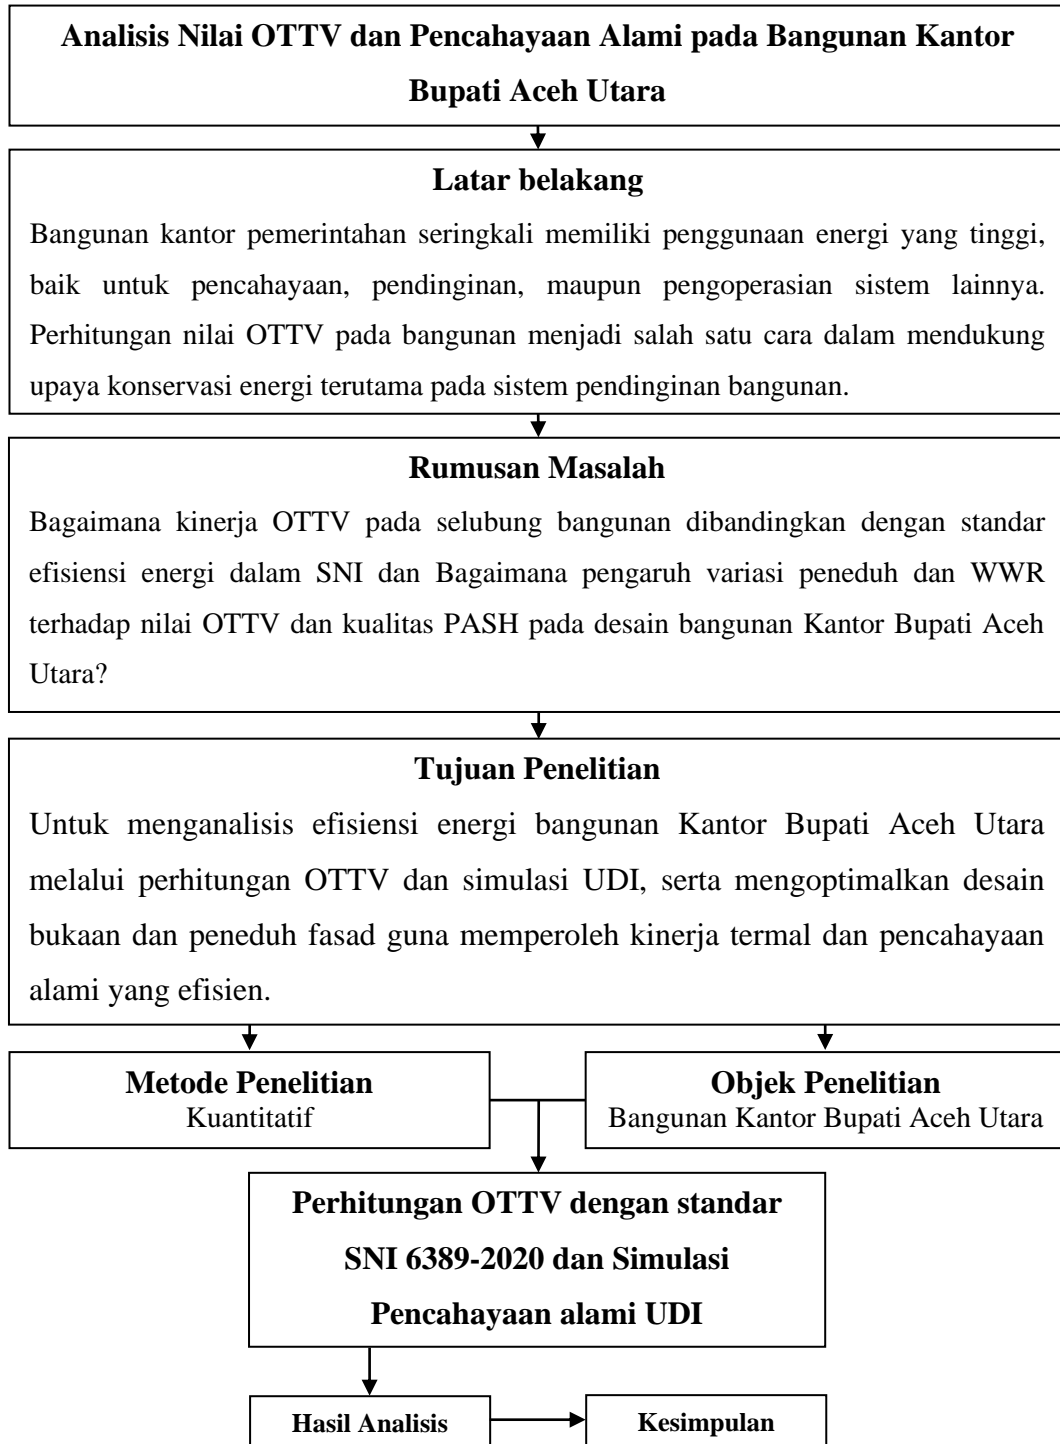 Analisis Nilai OTTV dan Pencahayaan Alami pada Bangunan Kantor
Bupati Aceh Utara
Latar belakang
Bangunan kantor pemerintahan seringkali memiliki penggunaan energi yang tinggi,
baik untuk pencahayaan, pendinginan, maupun pengoperasian sistem lainnya.
Perhitungan nilai OTTV pada bangunan menjadi salah satu cara dalam mendukung
upaya konservasi energi terutama pada sistem pendinginan bangunan.
Rumusan Masalah
Bagaimana kinerja OTTV pada selubung bangunan dibandingkan dengan standar
efisiensi energi dalam SNI dan Bagaimana pengaruh variasi peneduh dan WWR
terhadap nilai OTTV dan kualitas PASH pada desain bangunan Kantor Bupati Aceh
Utara?
Tujuan Penelitian
Untuk menganalisis efisiensi energi bangunan Kantor Bupati Aceh Utara
melalui perhitungan OTTV dan simulasi UDI, serta mengoptimalkan desain
bukaan dan peneduh fasad guna memperoleh kinerja termal dan pencahayaan
alami yang efisien.
Metode Penelitian
Kuantitatif
Objek Penelitian
Bangunan Kantor Bupati Aceh Utara
Perhitungan OTTV dengan standar
SNI 6389-2020 dan Simulasi
Pencahayaan alami UDI
Hasil Analisis
Kesimpulan